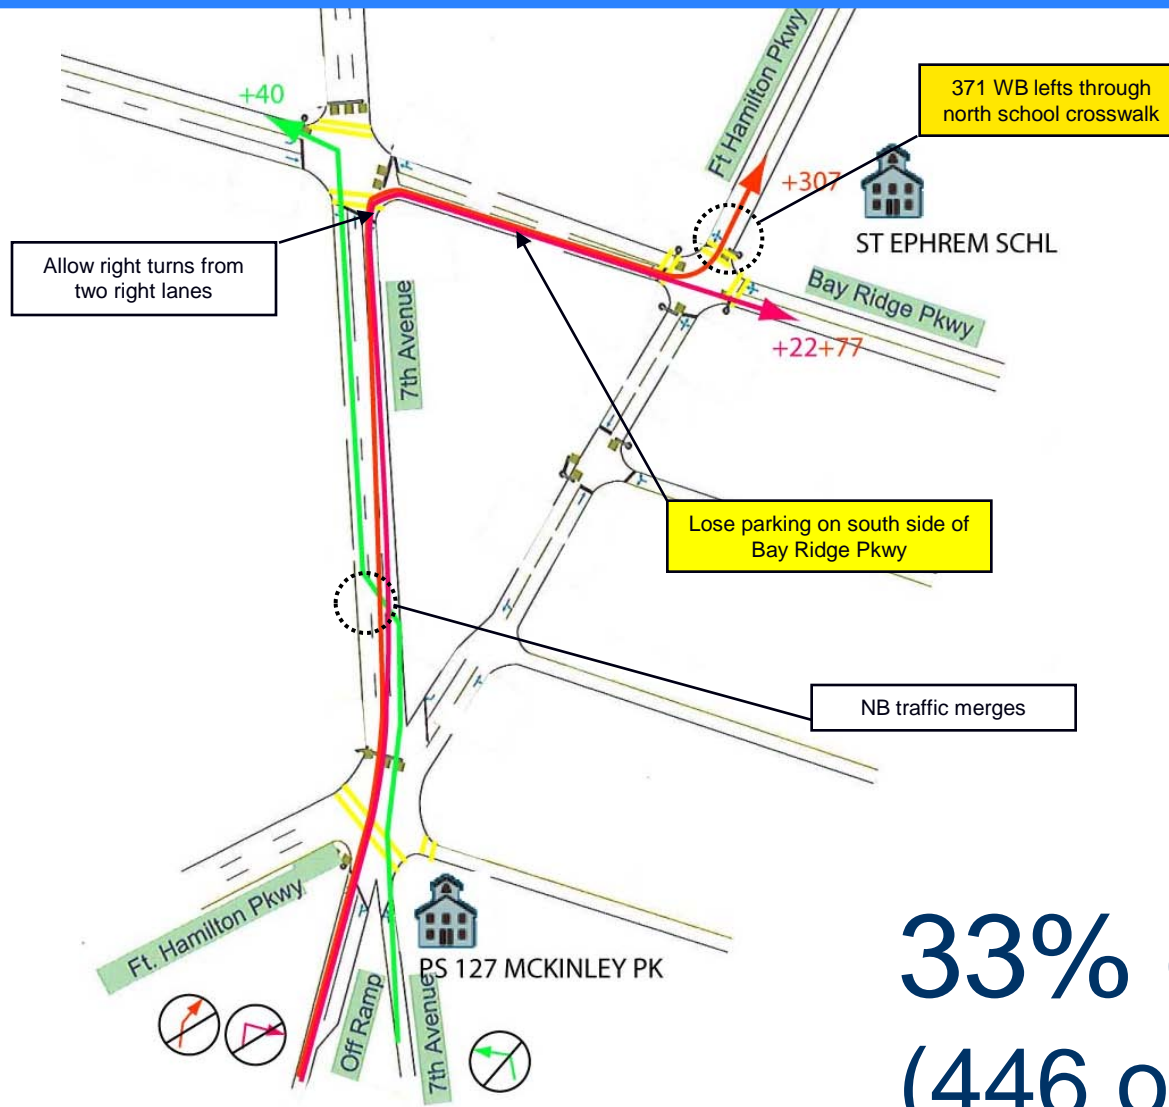 Ft Hamilton Pkwy
371 WB lefts through
north school crosswalk
+40
+307
ST EPHREM SCHL
Allow right turns from
two right lanes
7th Avenue
Bay Ridge Pkwy
+22+77
Lose parking on south side of
Bay Ridge Pkwy
NB traffic merges
Ft. Hamilton Pkwy
PS 127 MCKINLEY PK
Off Ramp
7th Avenue
33%
(446 o